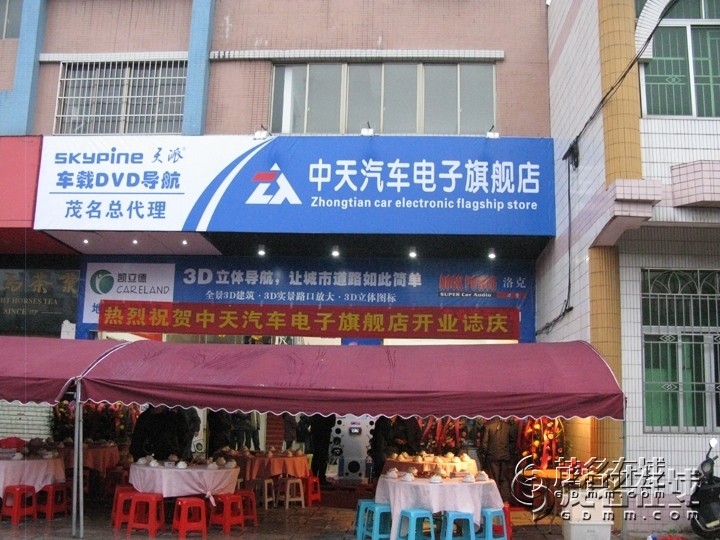 SKYPINE 天派®
车载DVD导航
茂名总代理
中天汽车电子旗舰店
Zhongtian car electronic flagship store
凯立德
CARELAND
3D立体导航，让城市道路如此简单
全景3D建筑·3D实景路口放大·3D立体图标
洛克
SUPER Car Audio
热烈祝贺中天汽车电子旗舰店开业志庆
茂名在线
GDMM.COM